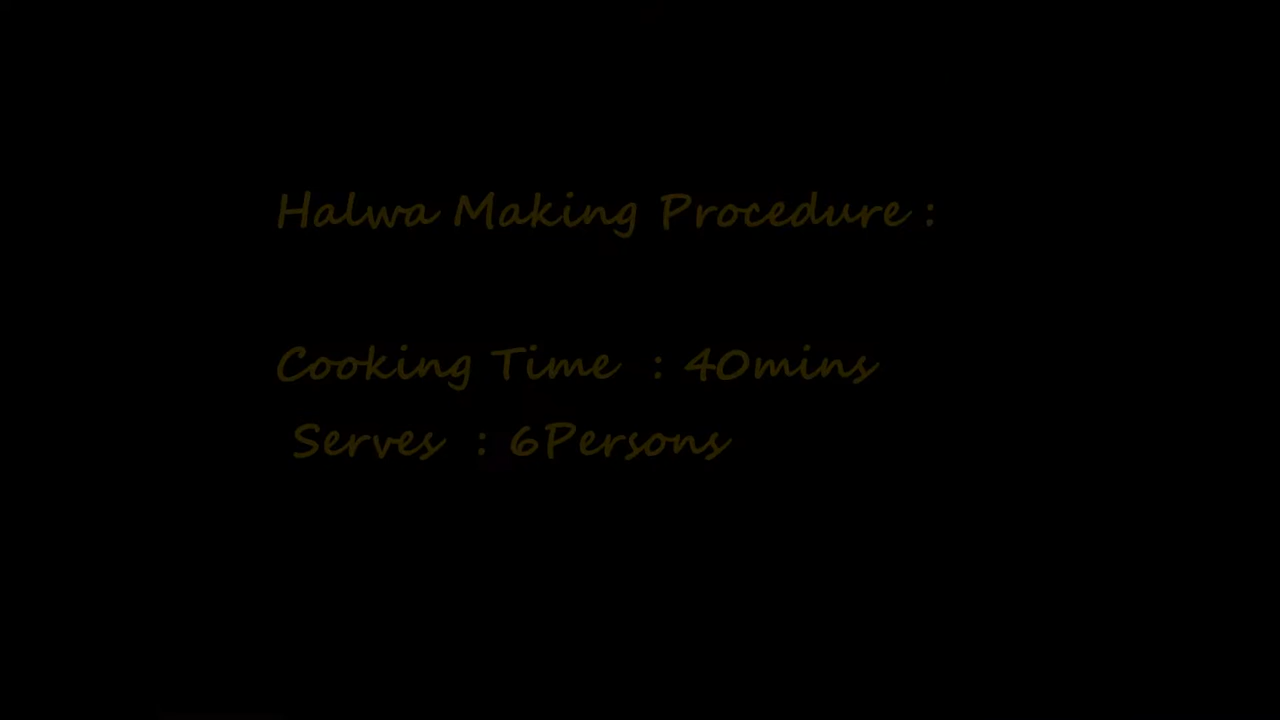 Halwa Making Procedure :
Cooking Time : 40mins
Serves : 6Persons